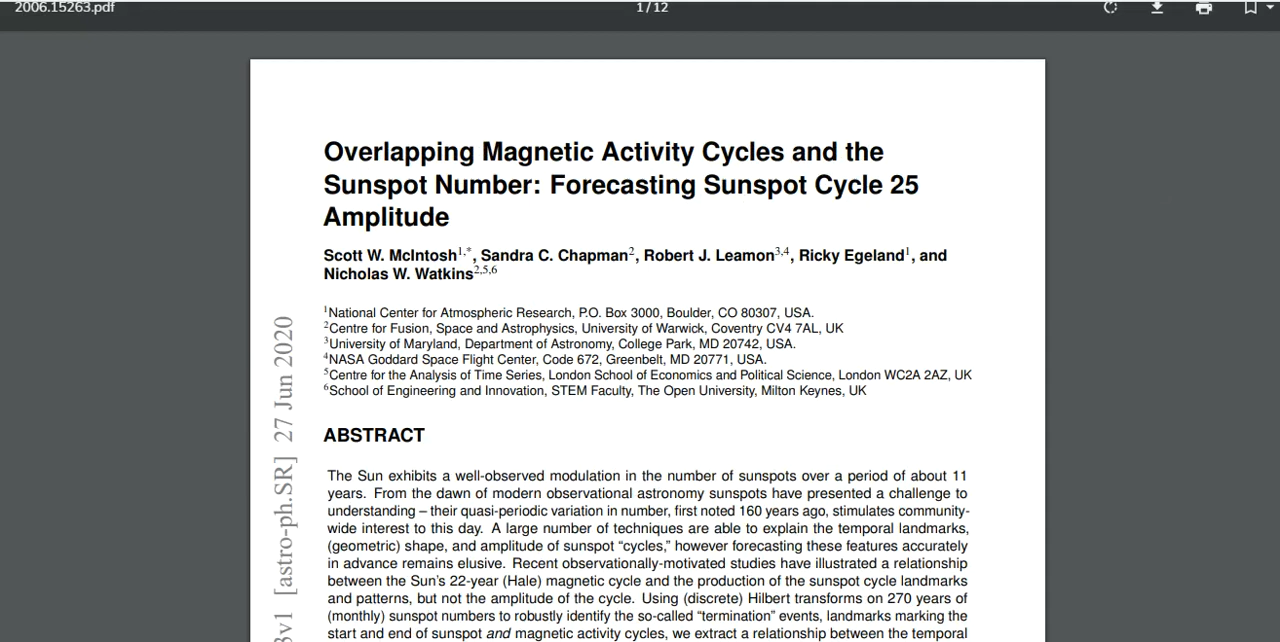 2006.15263.pdf
1 / 12
Overlapping Magnetic Activity Cycles and the
Sunspot Number: Forecasting Sunspot Cycle 25
Amplitude
Scott W. McIntosh1,*, Sandra C. Chapman2, Robert J. Leamon3,4, Ricky Egeland1, and
Nicholas W. Watkins2,5,6
1National Center for Atmospheric Research, P.O. Box 3000, Boulder, CO 80307, USA.
2Centre for Fusion, Space and Astrophysics, University of Warwick, Coventry CV4 7AL, UK
3University of Maryland, Department of Astronomy, College Park, MD 20742, USA.
4NASA Goddard Space Flight Center, Code 672, Greenbelt, MD 20771, USA.
5Centre for the Analysis of Time Series, London School of Economics and Political Science, London WC2A 2AZ, UK
6School of Engineering and Innovation, STEM Faculty, The Open University, Milton Keynes, UK
ABSTRACT
The Sun exhibits a well-observed modulation in the number of sunspots over a period of about 11
years. From the dawn of modern observational astronomy sunspots have presented a challenge to
understanding – their quasi-periodic variation in number, first noted 160 years ago, stimulates community-
wide interest to this day. A large number of techniques are able to explain the temporal landmarks,
(geometric) shape, and amplitude of sunspot “cycles,” however forecasting these features accurately
in advance remains elusive. Recent observationally-motivated studies have illustrated a relationship
between the Sun’s 22-year (Hale) magnetic cycle and the production of the sunspot cycle landmarks
and patterns, but not the amplitude of the cycle. Using (discrete) Hilbert transforms on 270 years of
(monthly) sunspot numbers to robustly identify the so-called “termination” events, landmarks marking the
start and end of sunspot and magnetic activity cycles, we extract a relationship between the temporal
3v1 [astro-ph.SR] 27 Jun 2020